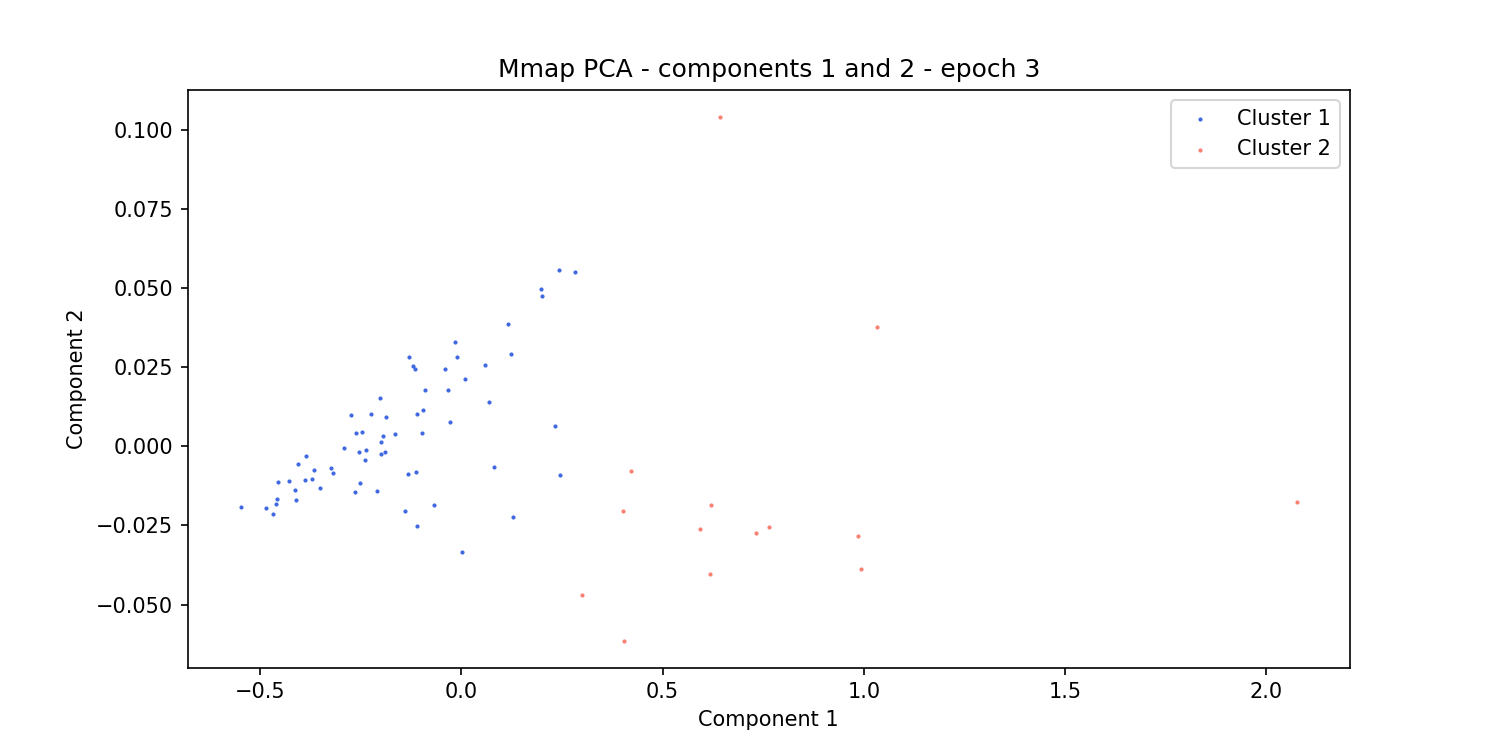 Mmap PCA - components 1 and 2 - epoch 3
Cluster 1
Cluster 2
0.100
0.075
0.050
0.025
0.000
−0.025
−0.050
Component 2
−0.5
0.0
0.5
1.0
1.5
2.0
Component 1